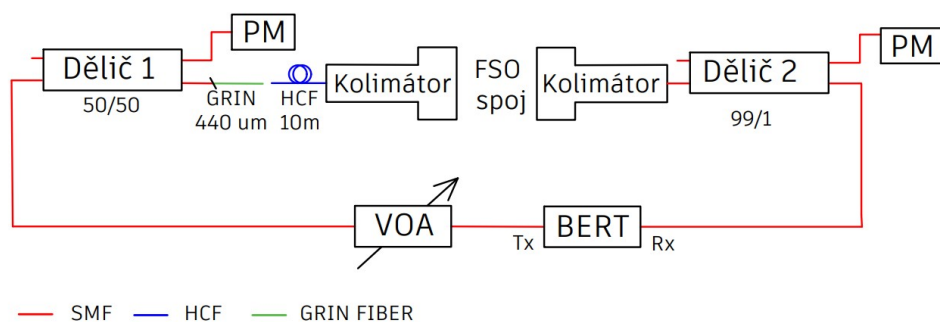 PM
Dělič 1
50/50
GRIN
440 um
HCF
10m
Kolimátor
FSO
spoj
Kolimátor
Dělič 2
99/1
PM
VOA
Tx
BERT
Rx
SMF
HCF
GRIN FIBER